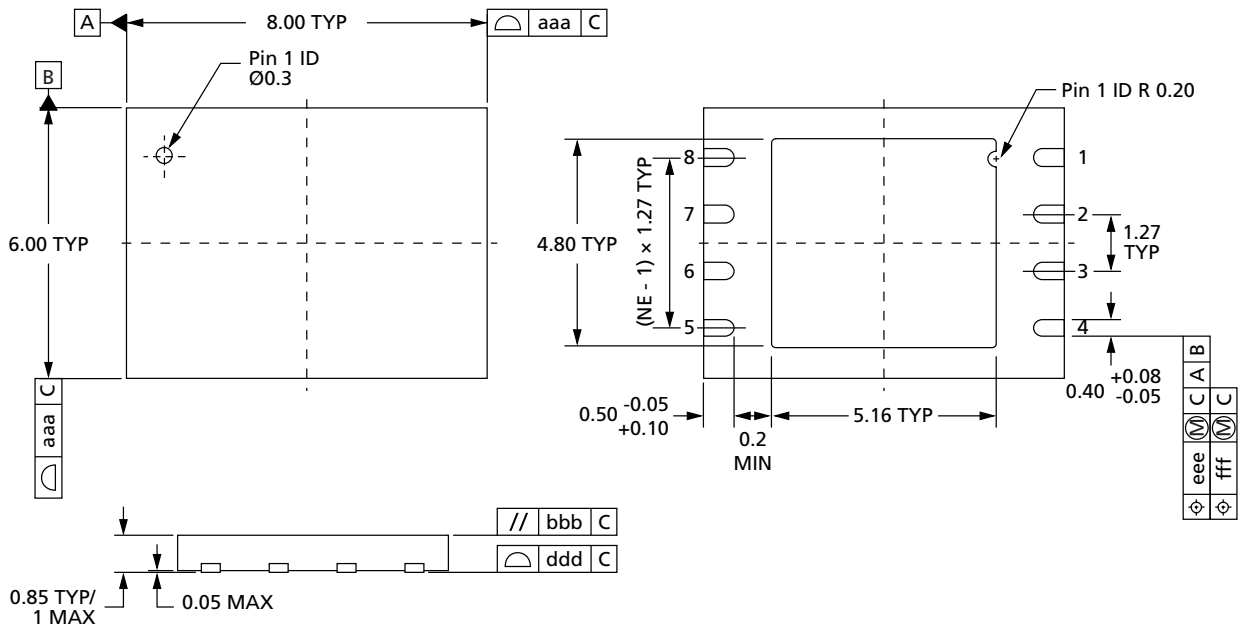 A
8.00 TYP
aaa C
Pin 1 ID
Ø0.3
B
6.00 TYP
aaa C
Pin 1 ID R 0.20
8
7
6
5
1
2
3
4
4.80 TYP
(NE - 1) × 1.27 TYP
1.27
TYP
0.50 -0.05
+0.10
0.2
MIN
5.16 TYP
0.40 +0.08
-0.05
eee Ⓜ C A B
fff Ⓜ C
// bbb C
ddd C
0.85 TYP/
1 MAX
0.05 MAX